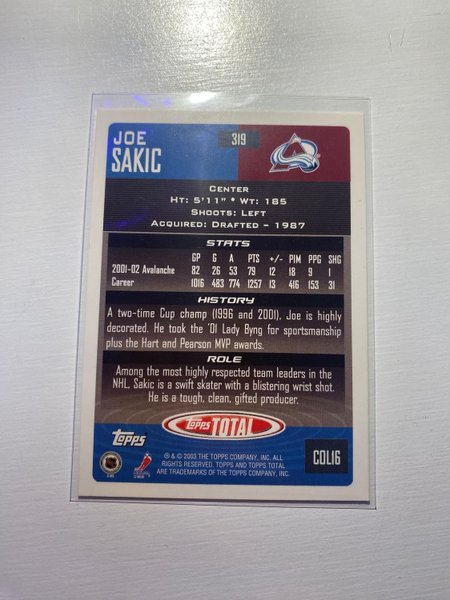 JOE
SAKIC
319
CENTER
HT: 5'11" • WT: 185
SHOOTS: LEFT
ACQUIRED: DRAFTED – 1987
STATS
GP G A PTS +/- PIM PPG SHG
2001-02 Avalanche 82 26 53 79 12 18 9 1
Career 1016 483 774 1257 13 416 153 31
HISTORY
A two-time Cup champ (1996 and 2001), Joe is highly
decorated. He took the '01 Lady Byng for sportsmanship
plus the Hart and Pearson MVP awards.
ROLE
Among the most highly respected team leaders in the
NHL, Sakic is a swift skater with a blistering wrist shot.
He is a tough, clean, gifted producer.
Topps TOTAL
Topps
COL16
® & © 2003 THE TOPPS COMPANY, INC. ALL
RIGHTS RESERVED. TOPPS AND TOPPS TOTAL
ARE TRADEMARKS OF THE TOPPS COMPANY, INC.